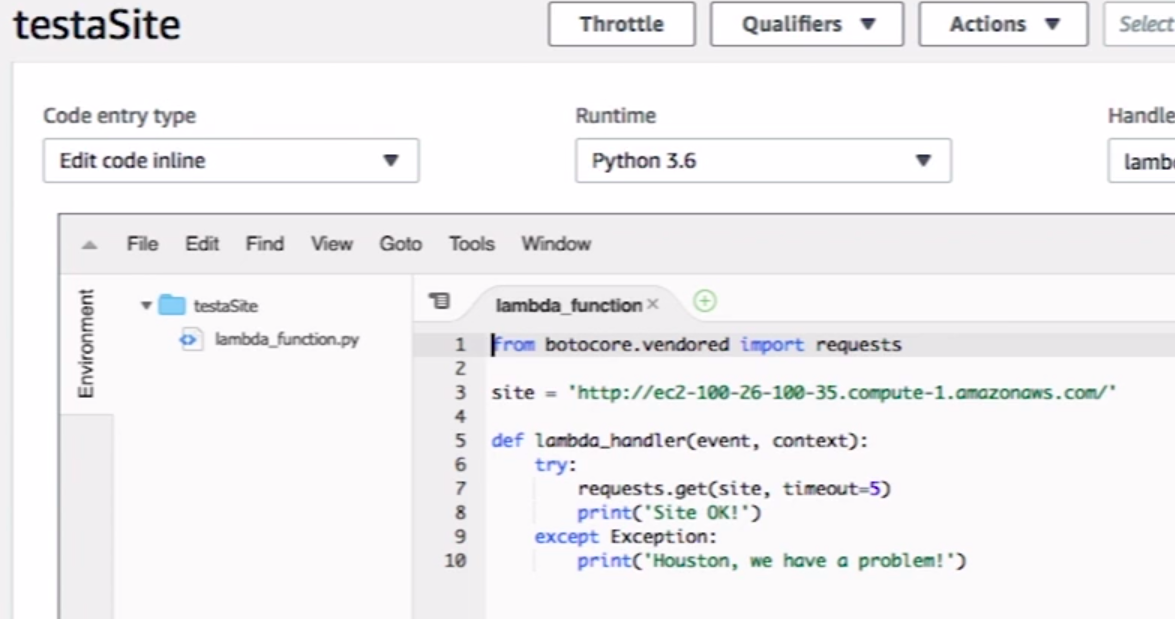 testaSite
Throttle
Qualifiers
Actions
Select
Code entry type
Runtime
Handle
Edit code inline
Python 3.6
lamb
File Edit Find View Goto Tools Window
Environment
testaSite
lambda_function.py
lambda_function ×
1 from botocore.vendored import requests
2
3 site = 'http://ec2-100-26-100-35.compute-1.amazonaws.com/'
4
5 def lambda_handler(event, context):
6 try:
7 requests.get(site, timeout=5)
8 print('Site OK!')
9 except Exception:
10 print('Houston, we have a problem!')